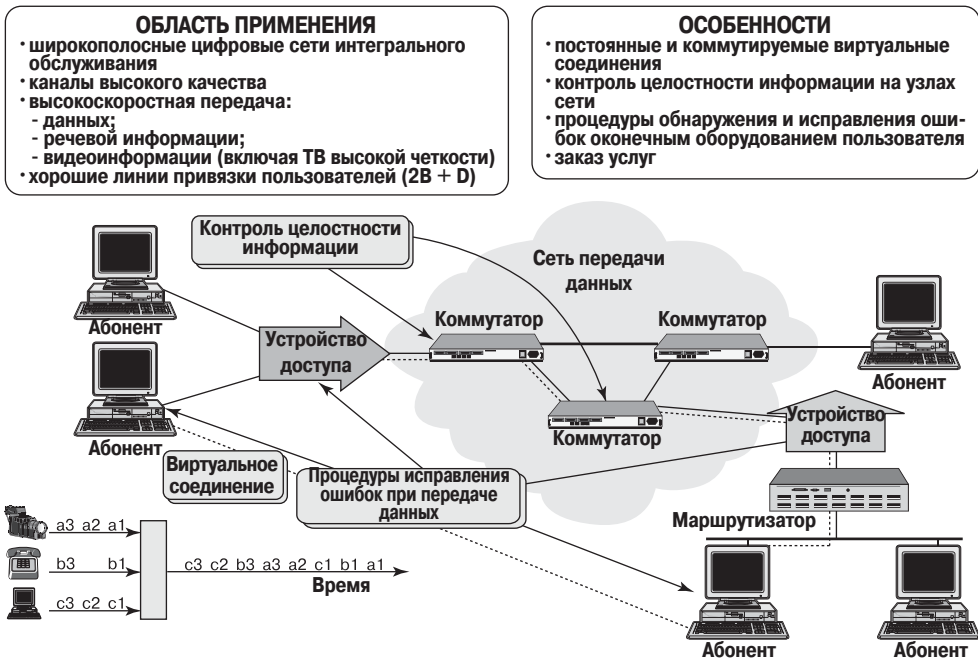 ОБЛАСТЬ ПРИМЕНЕНИЯ
· широкополосные цифровые сети интегрального
обслуживания
· каналы высокого качества
· высокоскоростная передача:
- данных;
- речевой информации;
- видеоинформации (включая ТВ высокой четкости)
· хорошие линии привязки пользователей (2B + D)
ОСОБЕННОСТИ
· постоянные и коммутируемые виртуальные
соединения
· контроль целостности информации на узлах
сети
· процедуры обнаружения и исправления оши-
бок оконечным оборудованием пользователя
· заказ услуг
Контроль целостности
информации
Сеть передачи
данных
Абонент
Коммутатор
Коммутатор
Устройство
доступа
Абонент
Абонент
Коммутатор
Устройство
доступа
Виртуальное
соединение
Процедуры исправления
ошибок при передаче
данных
Маршрутизатор
a3 a2 a1
b3 b1
c3 c2 c1
c3 c2 b3 a3 a2 c1 b1 a1
Время
Абонент
Абонент